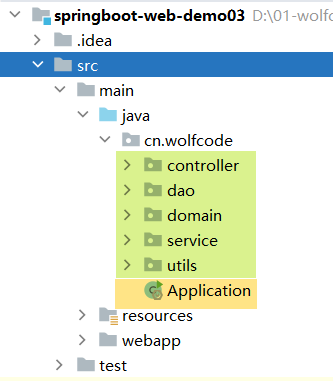 springboot-web-demo03 D:\01-wolfc
.idea
src
main
java
cn.wolfcode
controller
dao
domain
service
utils
Application
resources
webapp
test